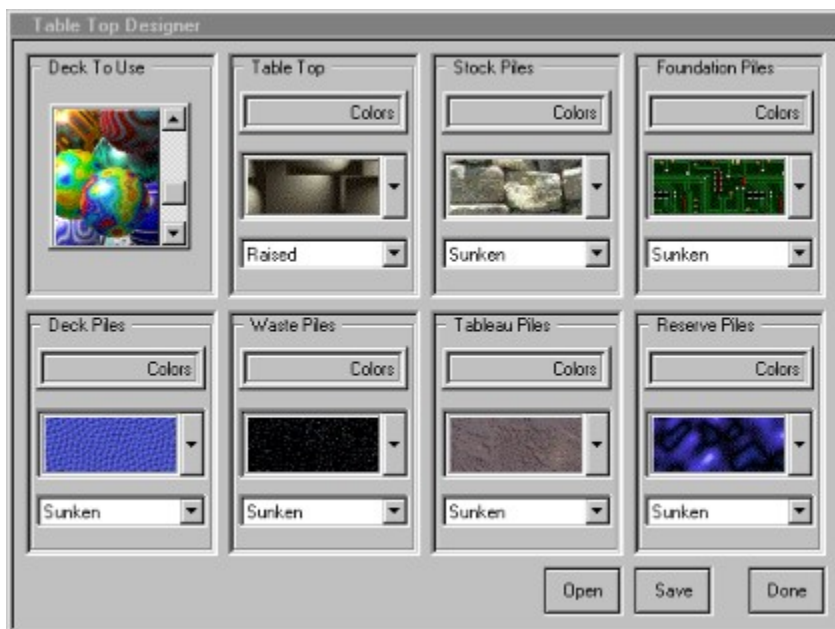 Table Top Designer
Deck To Use
Table Top
Stock Piles
Foundation Piles
Colors
Colors
Colors
Raised
Sunken
Sunken
Deck Piles
Waste Piles
Tableau Piles
Reserve Piles
Colors
Colors
Colors
Colors
Sunken
Sunken
Sunken
Sunken
Open
Save
Done